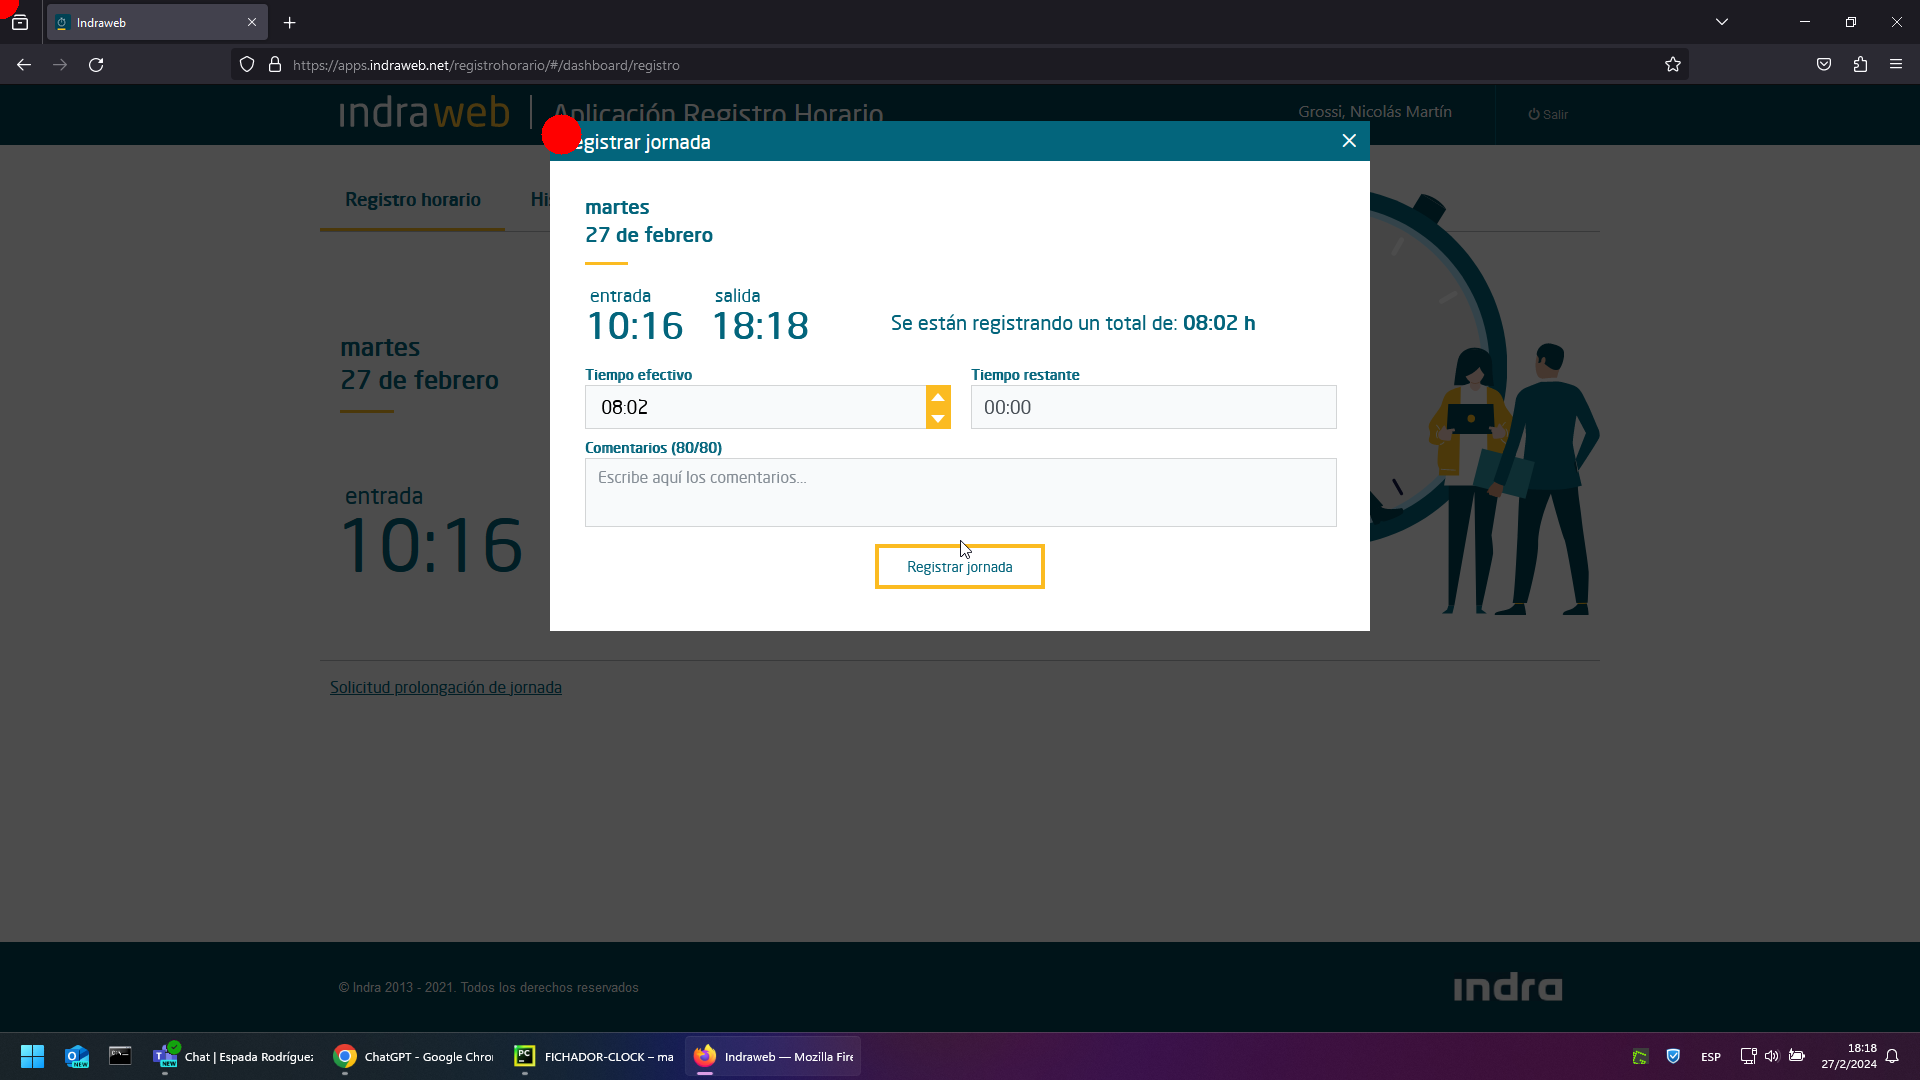 Indraweb
https://apps.indraweb.net/registrohorario/#/dashboard/registro
indraweb
Aplicación Registro Horario
Grossi, Nicolás Martín
Salir
egistrar jornada
Registro horario
martes
27 de febrero
entrada
10:16
salida
18:18
Se están registrando un total de: 08:02 h
Tiempo efectivo
08:02
Tiempo restante
00:00
Comentarios (80/80)
Escribe aquí los comentarios...
Registrar jornada
martes
27 de febrero
entrada
10:16
Solicitud prolongación de jornada
© Indra 2013 - 2021. Todos los derechos reservados
indra
NEW
NEW
Chat | Espada Rodríguez
ChatGPT - Google Chro
PC
FICHADOR-CLOCK – ma
Indraweb — Mozilla Fire
ESP
18:18
27/2/2024